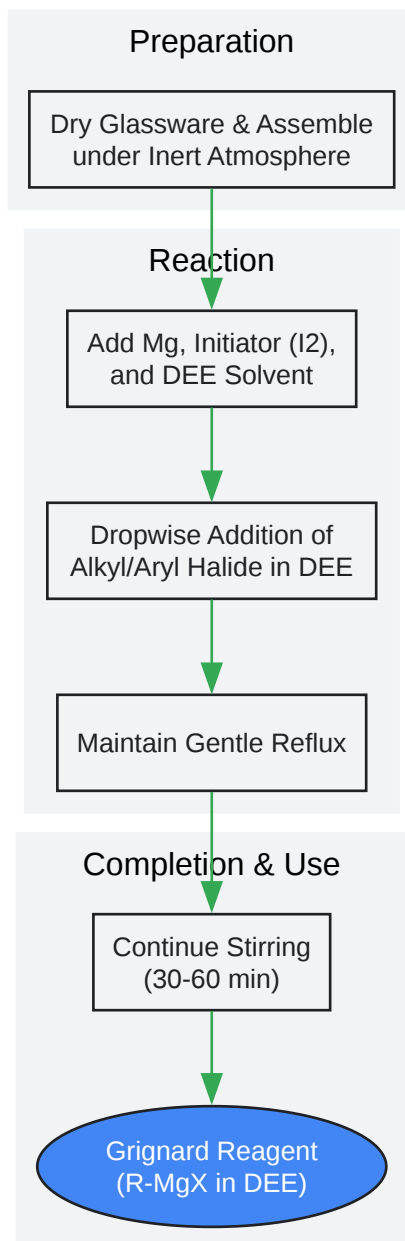 Preparation
Dry Glassware & Assemble
under Inert Atmosphere
Reaction
Add Mg, Initiator (I2),
and DEE Solvent
Dropwise Addition of
Alkyl/Aryl Halide in DEE
Maintain Gentle Reflux
Completion & Use
Continue Stirring
(30-60 min)
Grignard Reagent
(R-MgX in DEE)